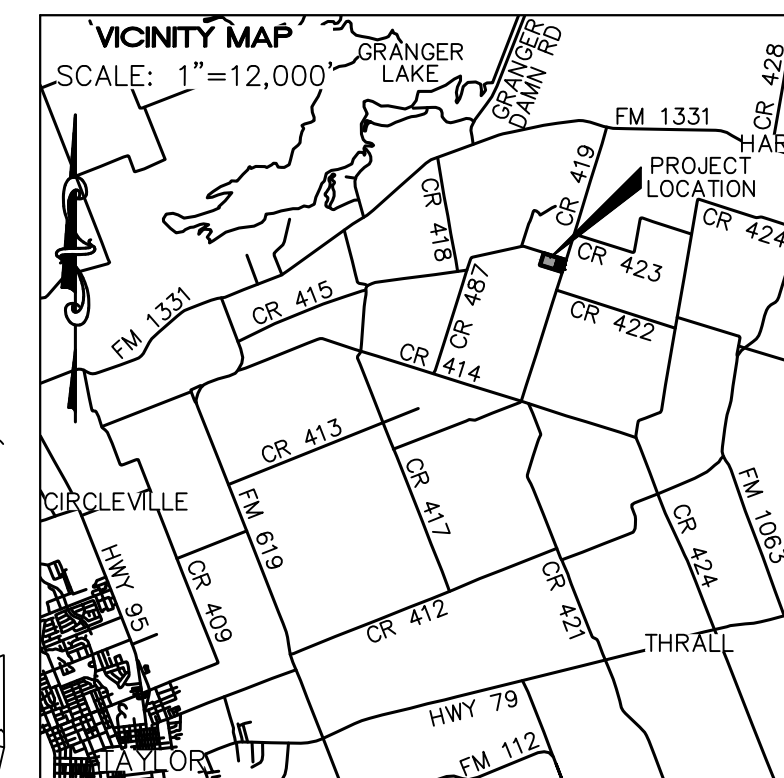 VICINITY MAP
SCALE: 1"=12,000'
GRANGER
LAKE
GRANGER
DAMN RD
FM 1331
CR 428
HAR
PROJECT
LOCATION
CR 419
CR 418
CR 424
CR 423
CR 487
CR 415
FM 1331
CR 422
CR 414
CR 413
CIRCLEVILLE
CR 417
FM 619
FM 1063
CR 424
HWY 95
CR 409
CR 421
CR 412
THRALL
HWY 79
FM 112
TAYLOR